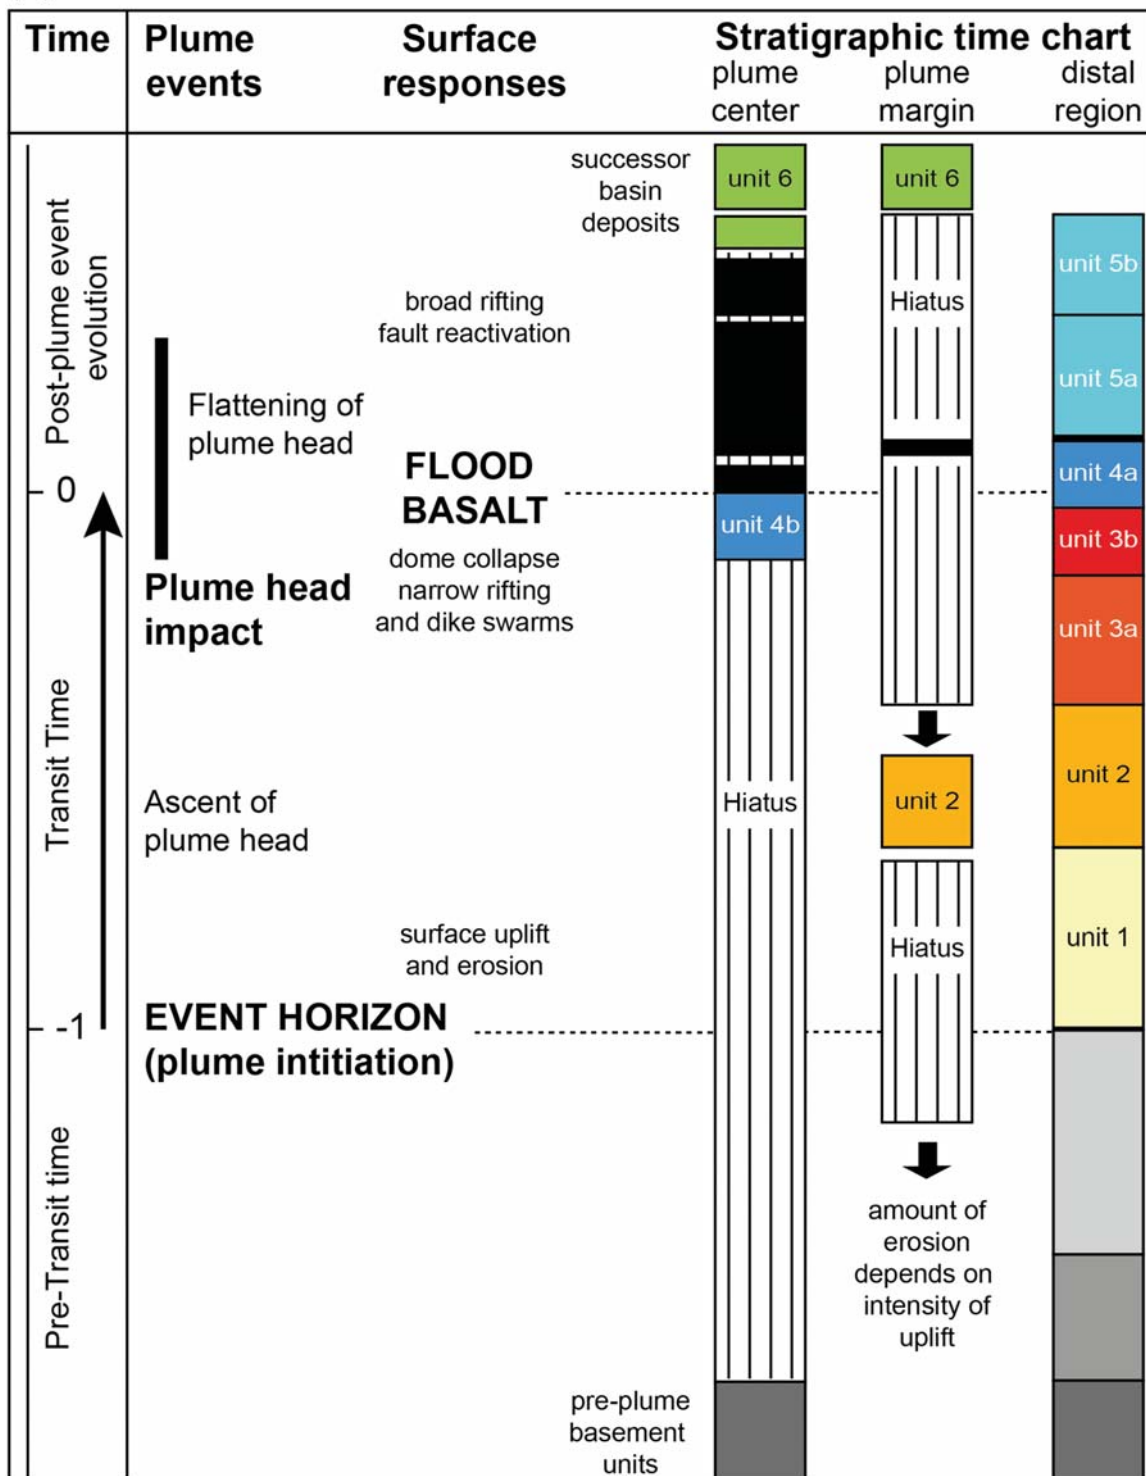 Time
Plume
events
Surface
responses
Stratigraphic time chart
plume
center
plume
margin
distal
region
Post-plume event
evolution
0
Transit Time
-1
Pre-Transit time
Flattening of
plume head
Plume head
impact
Ascent of
plume head
EVENT HORIZON
(plume intitiation)
successor
basin
deposits
broad rifting
fault reactivation
FLOOD
BASALT
dome collapse
narrow rifting
and dike swarms
surface uplift
and erosion
pre-plume
basement
units
unit 6
unit 4b
Hiatus
unit 6
Hiatus
unit 2
Hiatus
amount of
erosion
depends on
intensity of
uplift
unit 5b
unit 5a
unit 4a
unit 3b
unit 3a
unit 2
unit 1